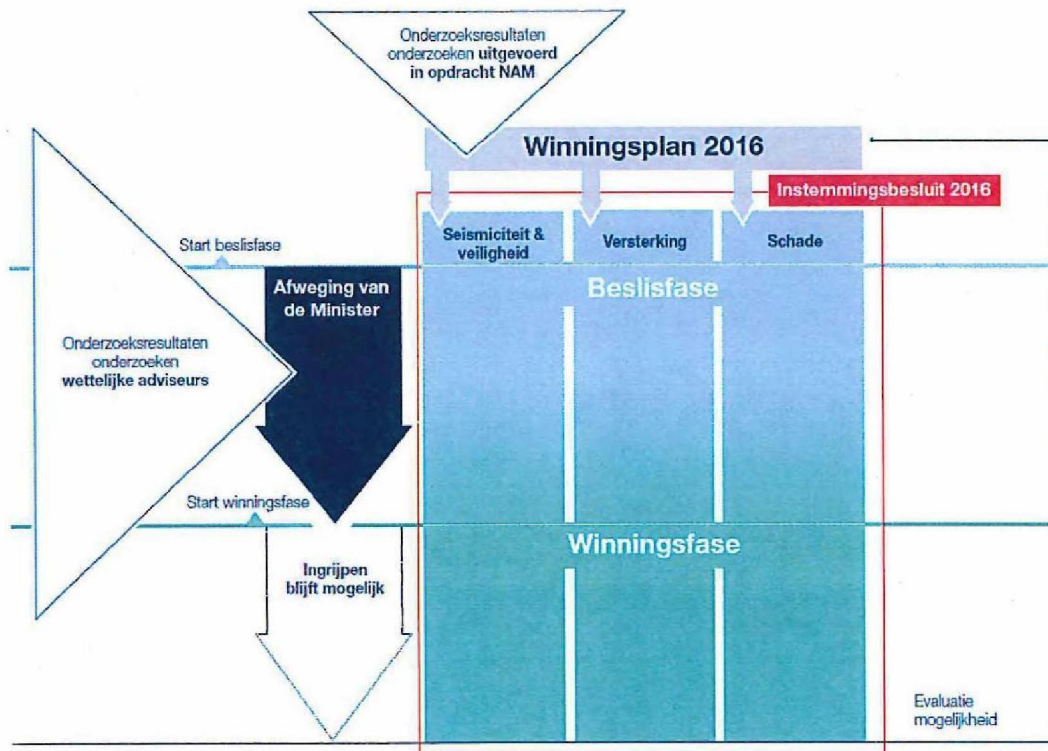 Onderzoeksresultaten
onderzoeken uitgevoerd
in opdracht NAM
Winningsplan 2016
Instemmingsbesluit 2016
Seismiciteit &
veiligheid
Versterking
Schade
Start beslisfase
Afweging van
de Minister
Beslisfase
Onderzoeksresultaten
onderzoeken
wettelijke adviseurs
Start winningsfase
Winningsfase
Ingrijpen
blijft mogelijk
Evaluatie
mogelijkheid